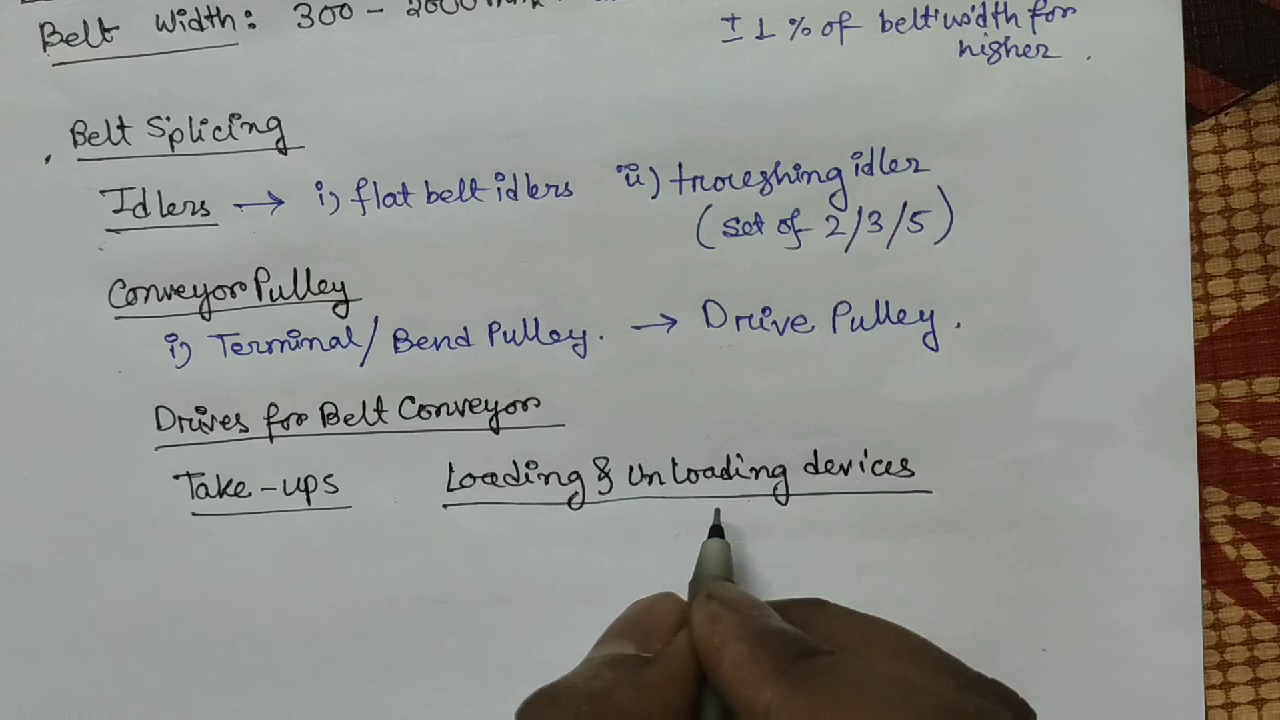 Belt Width: 300 - 2000
± 1 % of belt width for
higher.
Belt Splicing
Idlers → i) flat belt idlers ii) troughing idler
(set of 2/3/5)
Conveyor Pulley
i) Terminal/Bend Pulley. → Drive Pulley.
Drives for Belt Conveyor
Take-ups Loading & Unloading devices